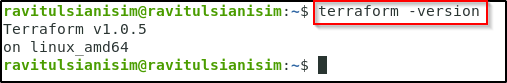 ravitulsianisim@ravitulsianisim:~$ terraform -version
Terraform v1.0.5
on linux_amd64
ravitulsianisim@ravitulsianisim:~$